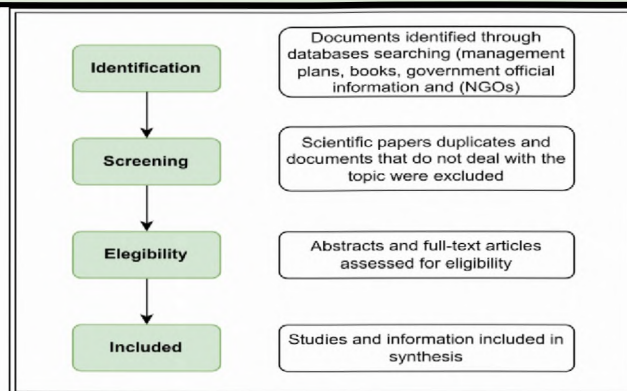 Identification
Documents identified through
databases searching (management
plans, books, government official
information and (NGOs)
Screening
Scientific papers duplicates and
documents that do not deal with the
topic were excluded
Elegibility
Abstracts and full-text articles
assessed for eligibility
Included
Studies and information included in
synthesis